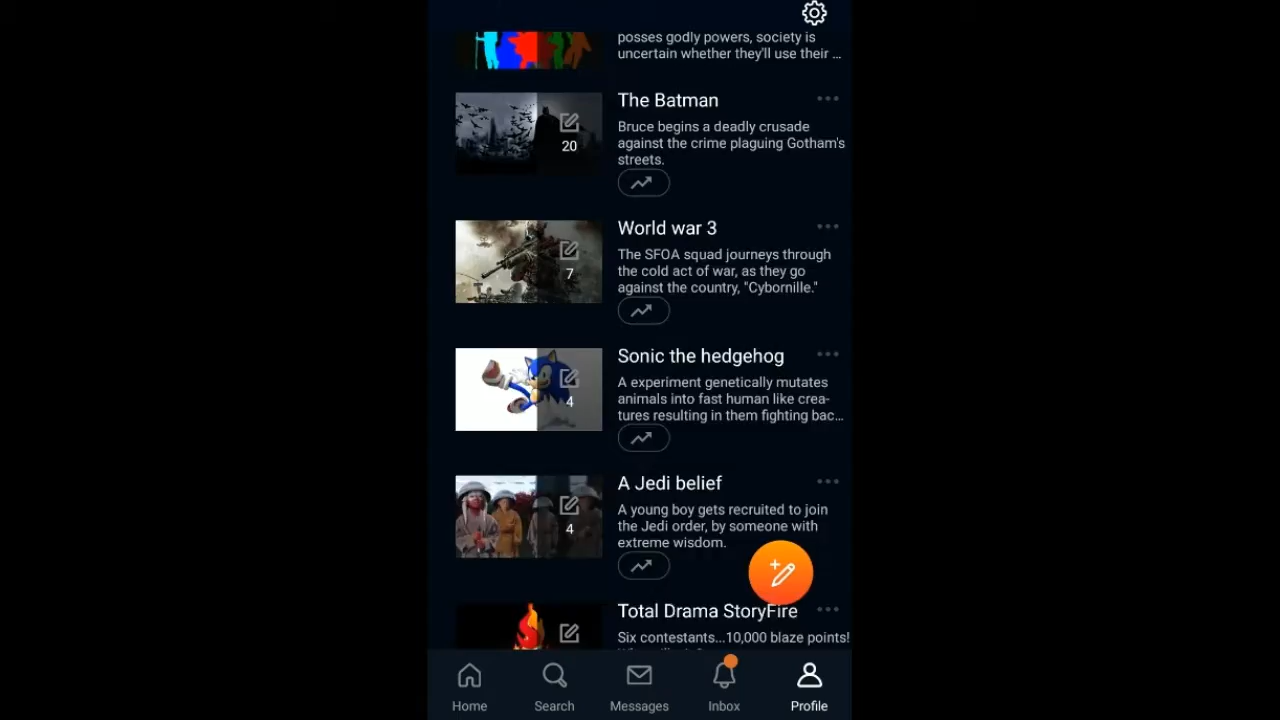 posses godly powers, society is
uncertain whether they'll use their ...
The Batman
Bruce begins a deadly crusade
against the crime plaguing Gotham's
streets.
20
World war 3
The SFOA squad journeys through
the cold act of war, as they go
against the country, "Cybornille."
7
Sonic the hedgehog
A experiment genetically mutates
animals into fast human like crea-
tures resulting in them fighting bac...
4
A Jedi belief
A young boy gets recruited to join
the Jedi order, by someone with
extreme wisdom.
4
Total Drama StoryFire
Six contestants...10,000 blaze points!
Home Search Messages Inbox Profile